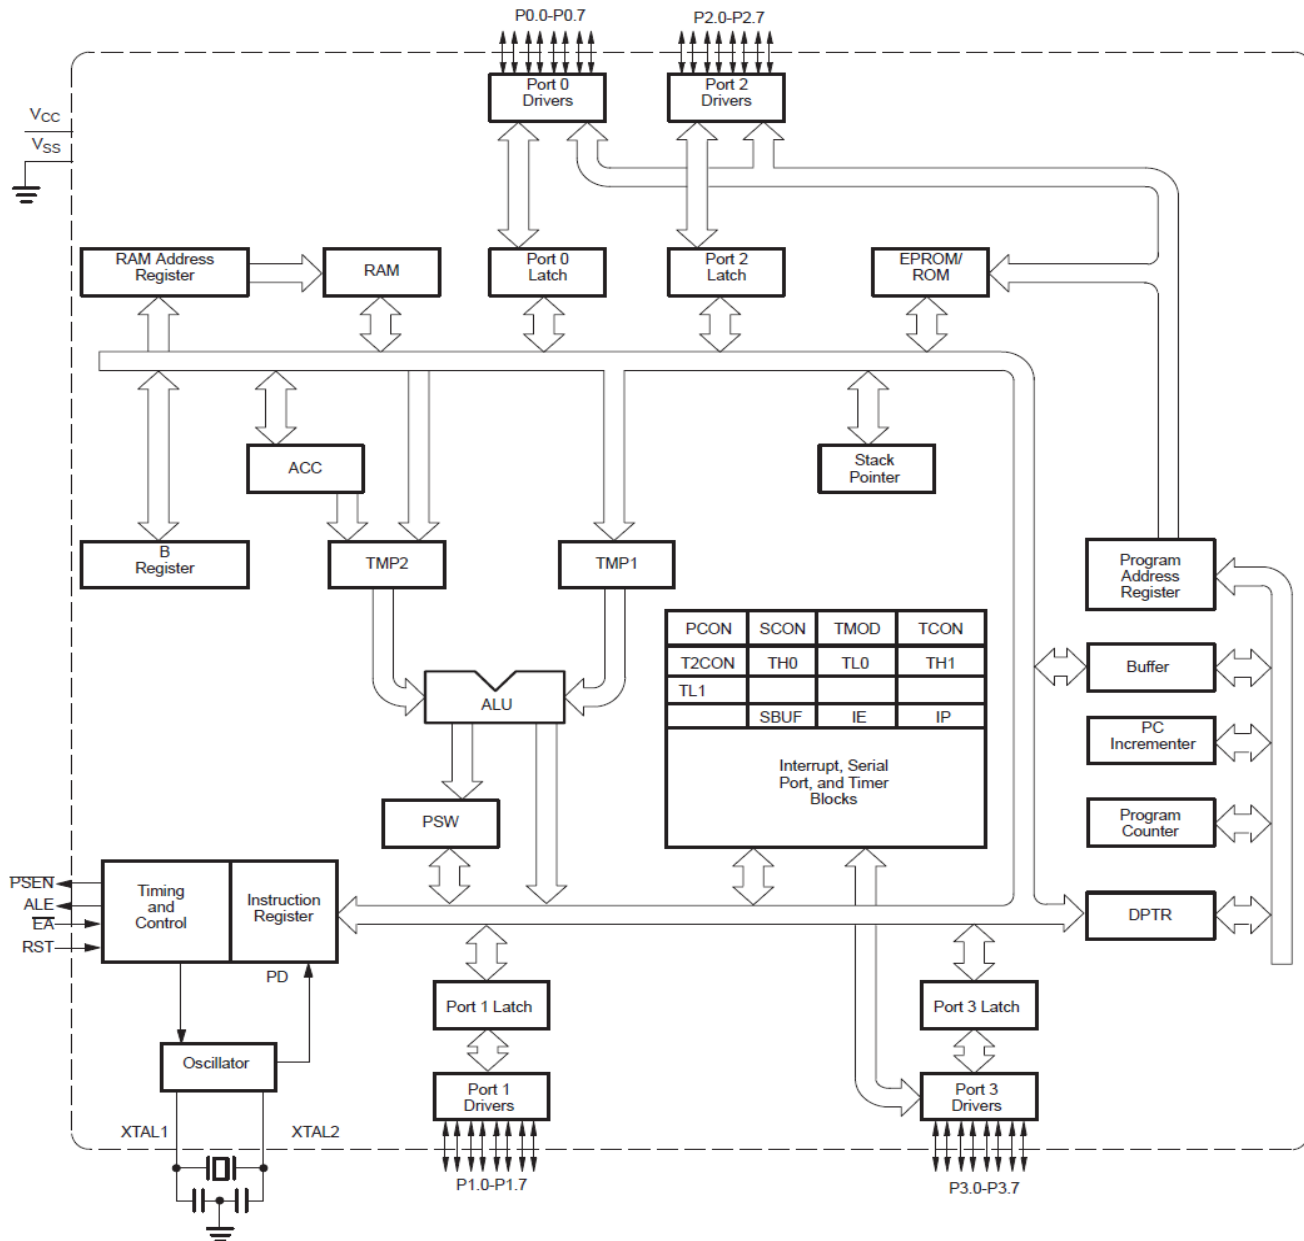 P0.0-P0.7
P2.0-P2.7
Port 0
Drivers
Port 2
Drivers
VCC
VSS
RAM Address
Register
RAM
Port 0
Latch
Port 2
Latch
EPROM/
ROM
ACC
Stack
Pointer
B
Register
TMP2
TMP1
Program
Address
Register
PCON SCON TMOD TCON
T2CON TH0 TL0 TH1
TL1
SBUF IE IP
Interrupt, Serial
Port, and Timer
Blocks
Buffer
ALU
PC
Incrementer
PSW
Program
Counter
PSEN
ALE
EA
RST
Timing
and
Control
Instruction
Register
DPTR
PD
Port 1 Latch
Port 3 Latch
Oscillator
Port 1
Drivers
Port 3
Drivers
XTAL1
XTAL2
P1.0-P1.7
P3.0-P3.7